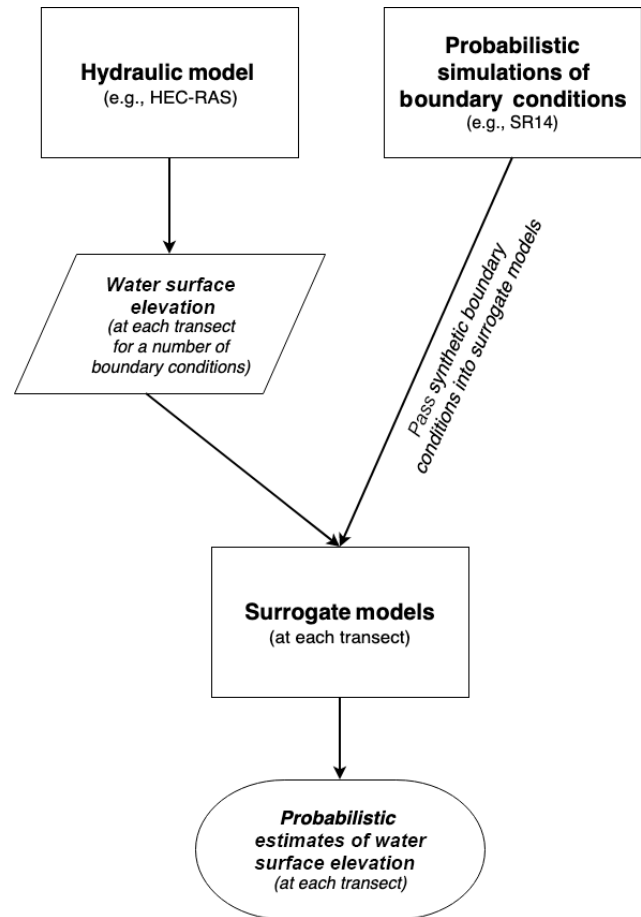 Hydraulic model
(e.g., HEC-RAS)
Probabilistic
simulations of
boundary conditions
(e.g., SR14)
Water surface
elevation
(at each transect
for a number of
boundary conditions)
Pass synthetic boundary
conditions into surrogate models
Surrogate models
(at each transect)
Probabilistic
estimates of water
surface elevation
(at each transect)